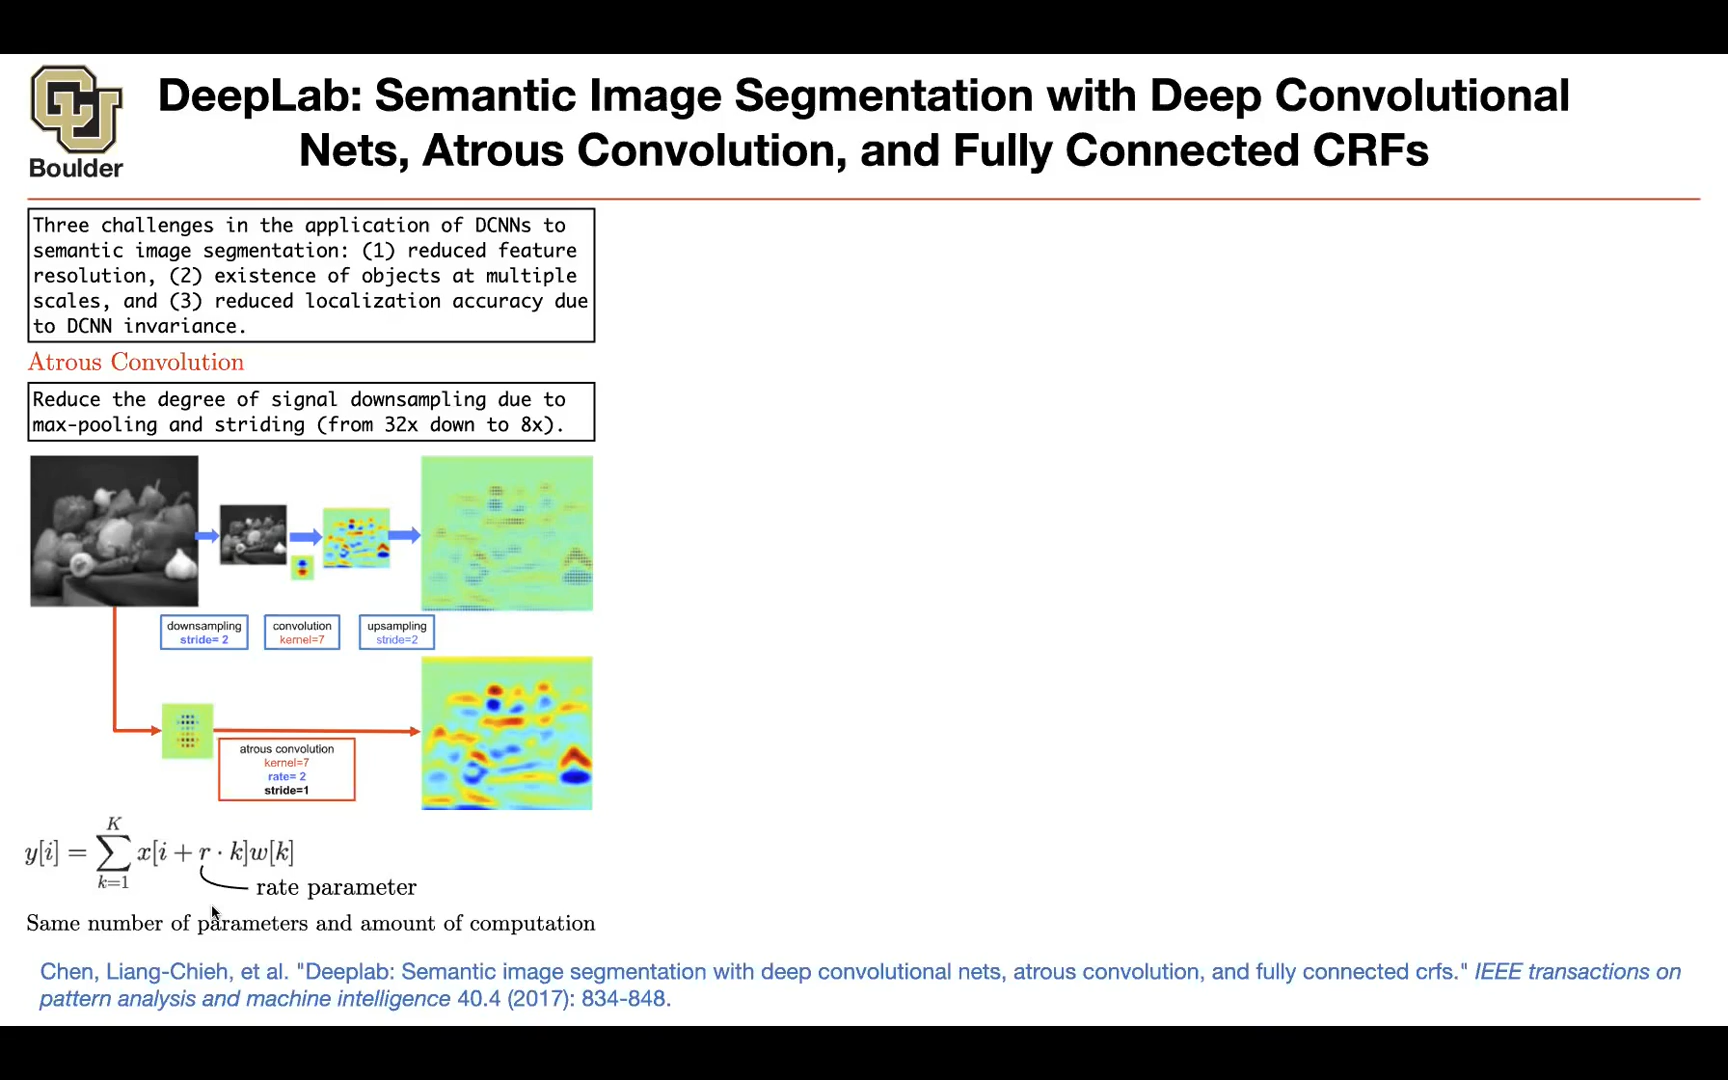 DeepLab: Semantic Image Segmentation with Deep Convolutional
Nets, Atrous Convolution, and Fully Connected CRFs
CU
Boulder
Three challenges in the application of DCNNs to
semantic image segmentation: (1) reduced feature
resolution, (2) existence of objects at multiple
scales, and (3) reduced localization accuracy due
to DCNN invariance.
Atrous Convolution
Reduce the degree of signal downsampling due to
max-pooling and striding (from 32x down to 8x).
downsampling
stride= 2
convolution
kernel=7
upsampling
stride=2
atrous convolution
kernel=7
rate= 2
stride=1
y[i] = ∑_{k=1}^{K} x[i + r · k]w[k]
rate parameter
Same number of parameters and amount of computation
Chen, Liang-Chieh, et al. "Deeplab: Semantic image segmentation with deep convolutional nets, atrous convolution, and fully connected crfs." IEEE transactions on
pattern analysis and machine intelligence 40.4 (2017): 834-848.